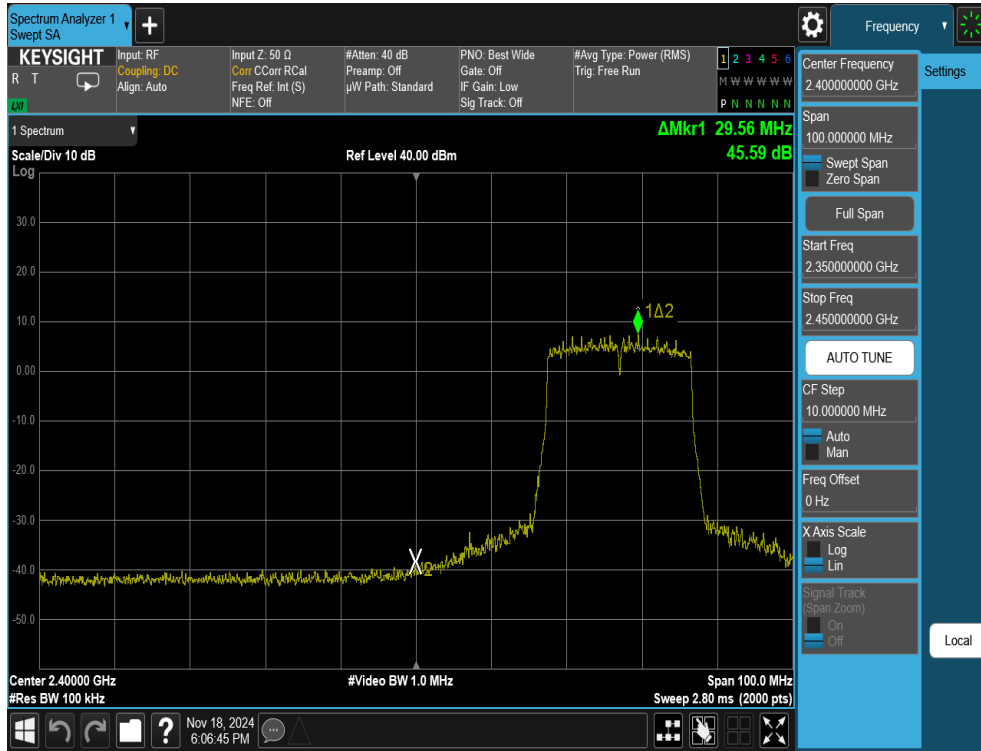 Spectrum Analyzer 1
Swept SA
Frequency
KEYSIGHT
R T
LXI
Input: RF
Coupling: DC
Align: Auto
Input Z: 50 Ω
Corr CCorr RCal
Freq Ref: Int (S)
NFE: Off
#Atten: 40 dB
Preamp: Off
µW Path: Standard
PNO: Best Wide
Gate: Off
IF Gain: Low
Sig Track: Off
#Avg Type: Power (RMS)
Trig: Free Run
1 2 3 4 5 6
M W W W W W
P N N N N N
1 Spectrum
ΔMkr1 29.56 MHz
45.59 dB
Scale/Div 10 dB
Ref Level 40.00 dBm
Log
30.0
20.0
10.0
0.00
-10.0
-20.0
-30.0
-40.0
-50.0
1Δ2
X
Center 2.40000 GHz
#Res BW 100 kHz
#Video BW 1.0 MHz
Span 100.0 MHz
Sweep 2.80 ms (2000 pts)
Center Frequency
2.400000000 GHz
Settings
Span
100.000000 MHz
Swept Span
Zero Span
Full Span
Start Freq
2.350000000 GHz
Stop Freq
2.450000000 GHz
AUTO TUNE
CF Step
10.000000 MHz
Auto
Man
Freq Offset
0 Hz
X Axis Scale
Log
Lin
Signal Track
(Span Zoom)
On
Off
Local
?
Nov 18, 2024
6:06:45 PM